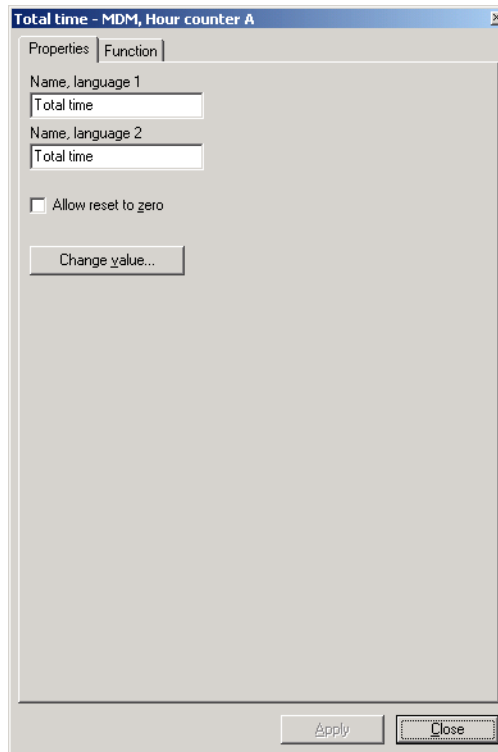 Total time - MDM, Hour counter A
Properties Function
Name, language 1
Total time
Name, language 2
Total time
Allow reset to zero
Change value...
Apply Close